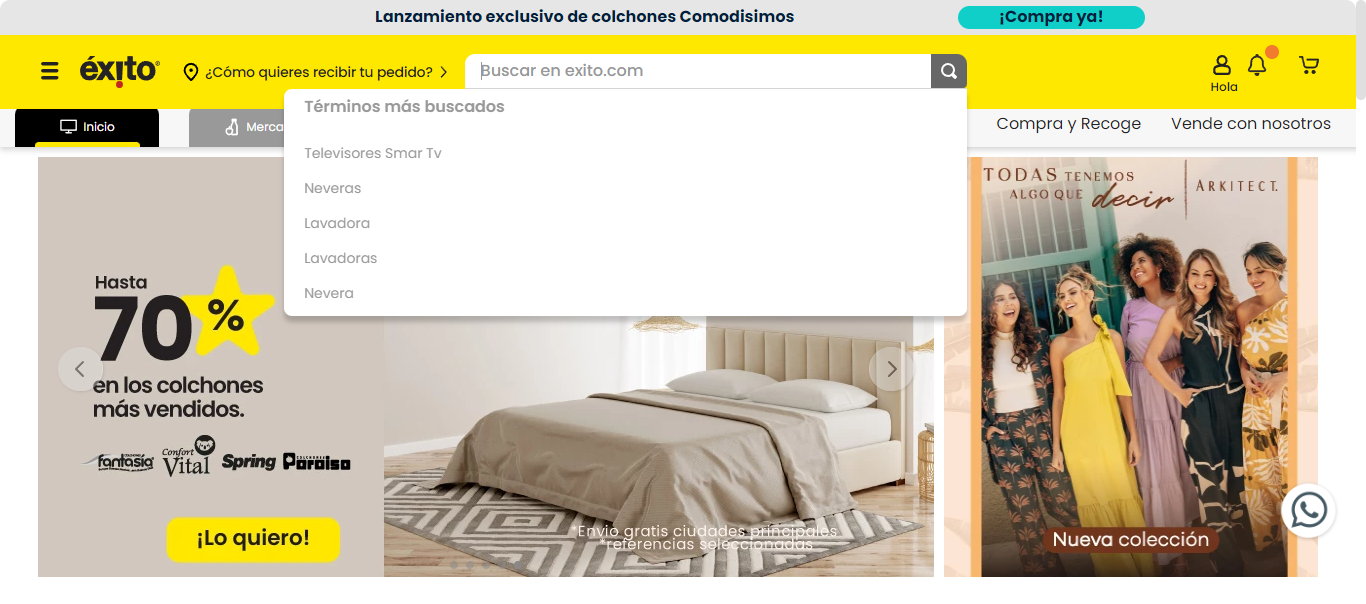 Lanzamiento exclusivo de colchones Comodisimos
¡Compra ya!
éxito
¿Cómo quieres recibir tu pedido?
Buscar en exito.com
Hola
Inicio
Merca
Compra y Recoge
Vende con nosotros
Términos más buscados
Televisores Smar Tv
Neveras
Lavadora
Lavadoras
Nevera
Hasta
70%
en los colchones
más vendidos.
fantasía
Confort Vital
Spring
Paraíso
¡Lo quiero!
*Envio gratis ciudades principales
*referencias seleccionadas
TODAS TENEMOS
ALGO QUE decir
ARKITECT.
Nueva colección